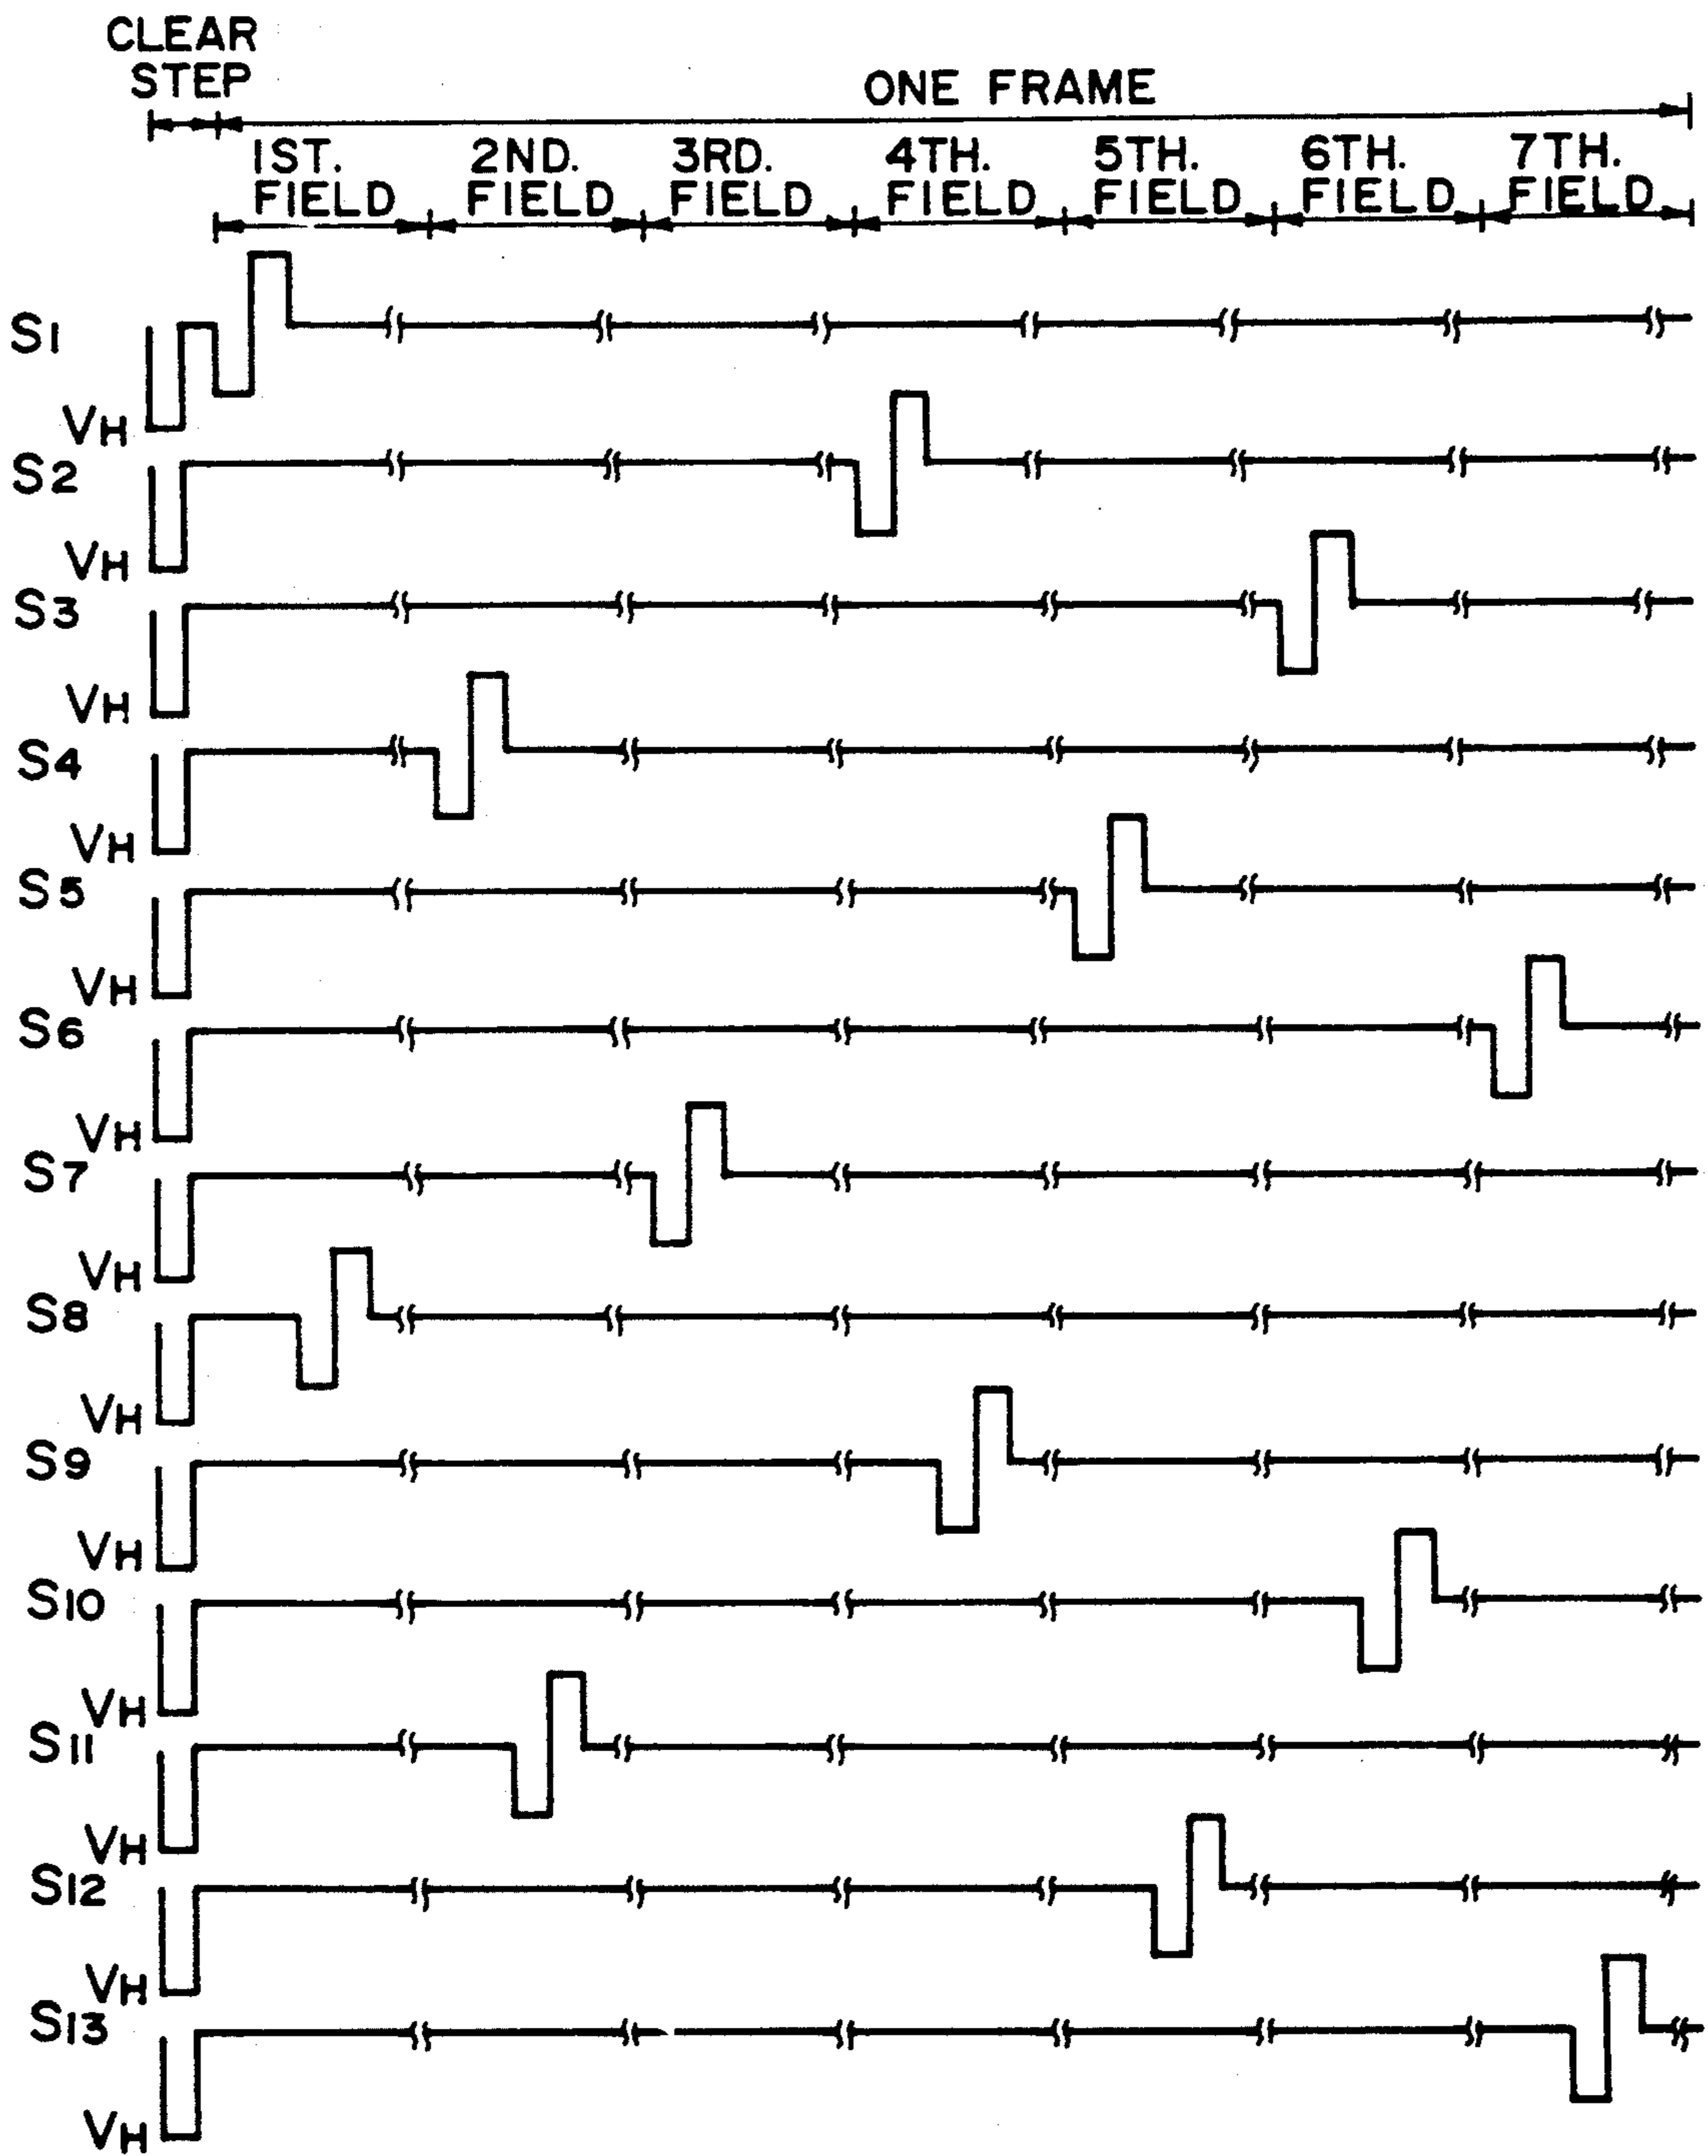 CLEAR
STEP
ONE FRAME
1ST.
FIELD
2ND.
FIELD
3RD.
FIELD
4TH.
FIELD
5TH.
FIELD
6TH.
FIELD
7TH.
FIELD
S1
VH
S2
VH
S3
VH
S4
VH
S5
VH
S6
VH
S7
VH
S8
VH
S9
VH
S10
VH
S11
VH
S12
VH
S13
VH